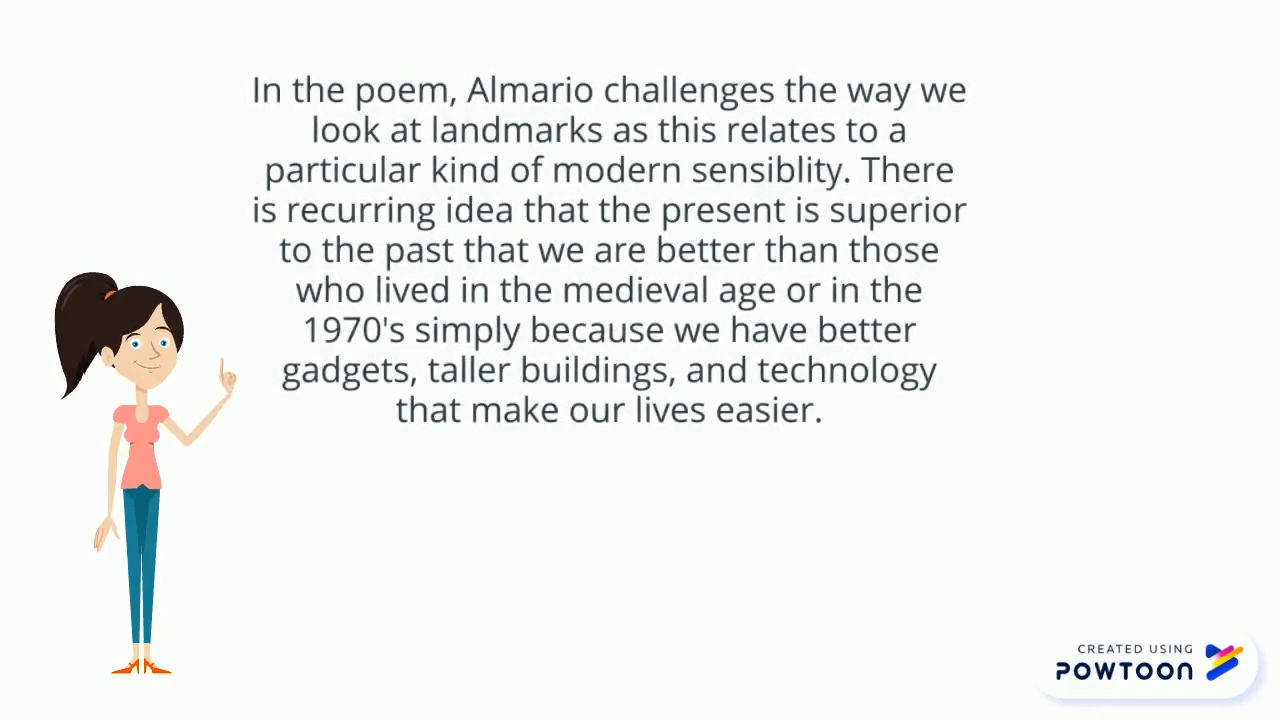 In the poem, Almario challenges the way we
look at landmarks as this relates to a
particular kind of modern sensiblity. There
is recurring idea that the present is superior
to the past that we are better than those
who lived in the medieval age or in the
1970's simply because we have better
gadgets, taller buildings, and technology
that make our lives easier.
CREATED USING
POWTOON